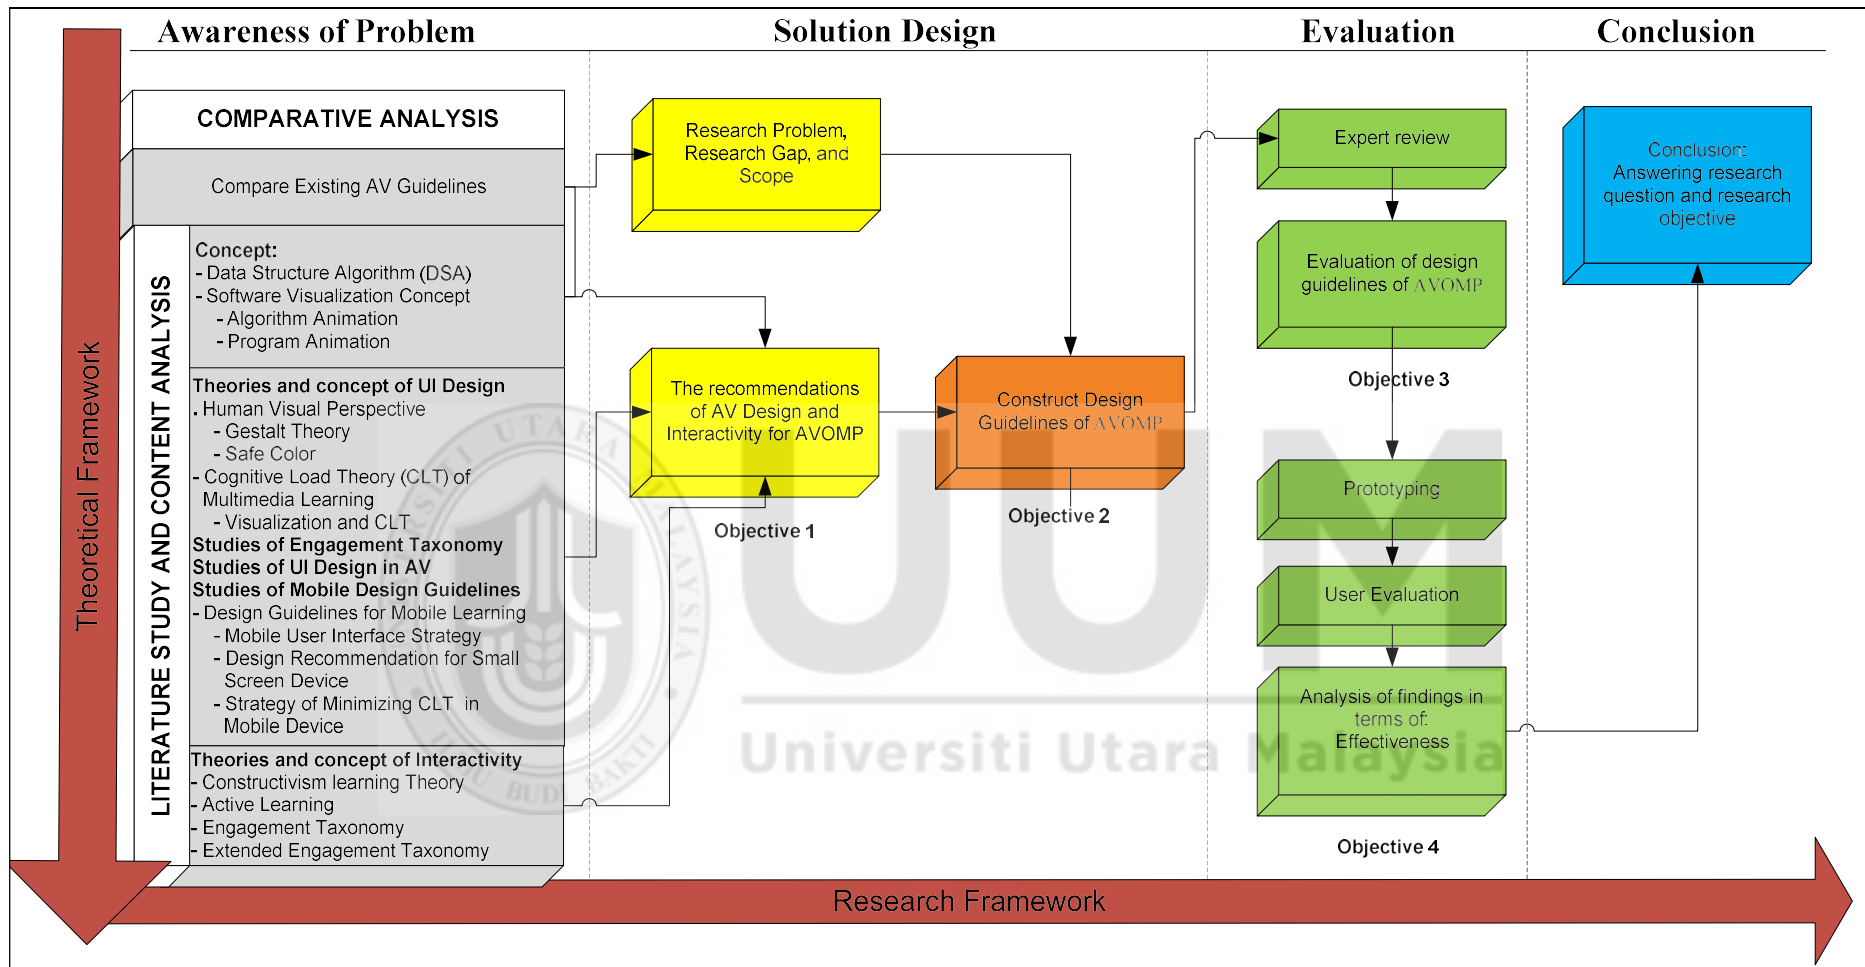 Awareness of Problem
Solution Design
Evaluation
Conclusion
Theoretical Framework
COMPARATIVE ANALYSIS
Compare Existing AV Guidelines
LITERATURE STUDY AND CONTENT ANALYSIS
Concept:
- Data Structure Algorithm (DSA)
- Software Visualization Concept
- Algorithm Animation
- Program Animation
Theories and concept of UI Design
. Human Visual Perspective
- Gestalt Theory
- Safe Color
- Cognitive Load Theory (CLT) of
Multimedia Learning
- Visualization and CLT
Studies of Engagement Taxonomy
Studies of UI Design in AV
Studies of Mobile Design Guidelines
- Design Guidelines for Mobile Learning
- Mobile User Interface Strategy
- Design Recommendation for Small
Screen Device
- Strategy of Minimizing CLT in
Mobile Device
Theories and concept of Interactivity
- Constructivism learning Theory
- Active Learning
- Engagement Taxonomy
- Extended Engagement Taxonomy
Research Problem,
Research Gap, and
Scope
The recommendations
of AV Design and
Interactivity for AVOMP
Objective 1
Construct Design
Guidelines of AVOMP
Objective 2
Expert review
Evaluation of design
guidelines of AVOMP
Objective 3
Prototyping
User Evaluation
Analysis of findings in
terms of:
Effectiveness
Objective 4
Conclusion:
Answering research
question and research
objective
Research Framework
UUM
Universiti Utara Malaysia
UNIVERSITI UTARA MALAYSIA
ILMU BUDI BAKTI